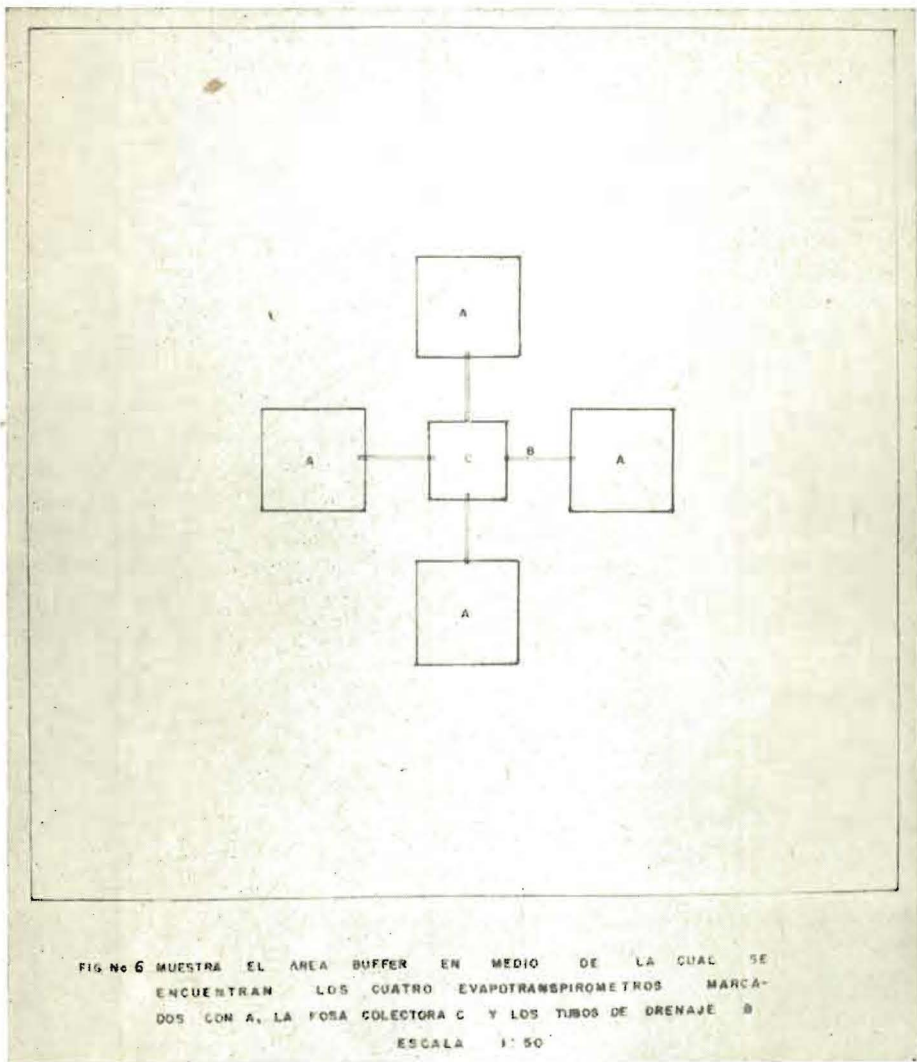 A
A
C
B
A
A
FIG No 6 MUESTRA EL AREA BUFFER EN MEDIO DE LA CUAL SE
ENCUENTRAN LOS CUATRO EVAPOTRANSPIROMETROS MARCA-
DOS CON A, LA FOSA COLECTORA C Y LOS TUBOS DE DRENAJE B
ESCALA 1:50